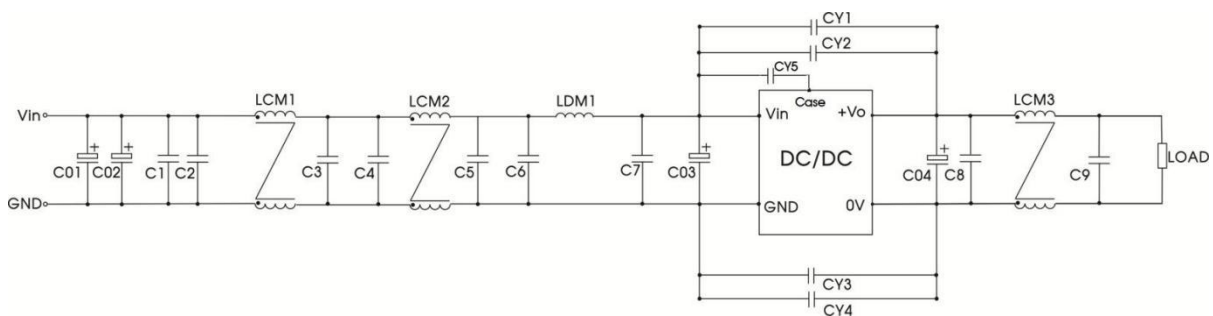 CY1
CY2
CY5
LCM1
LCM2
LDM1
LCM3
Case
Vin
Vin
+Vo
+
+
+
+
DC/DC
C01
C02
C1
C2
C3
C4
C5
C6
C7
C03
C04
C8
C9
LOAD
GND
GND
0V
CY3
CY4